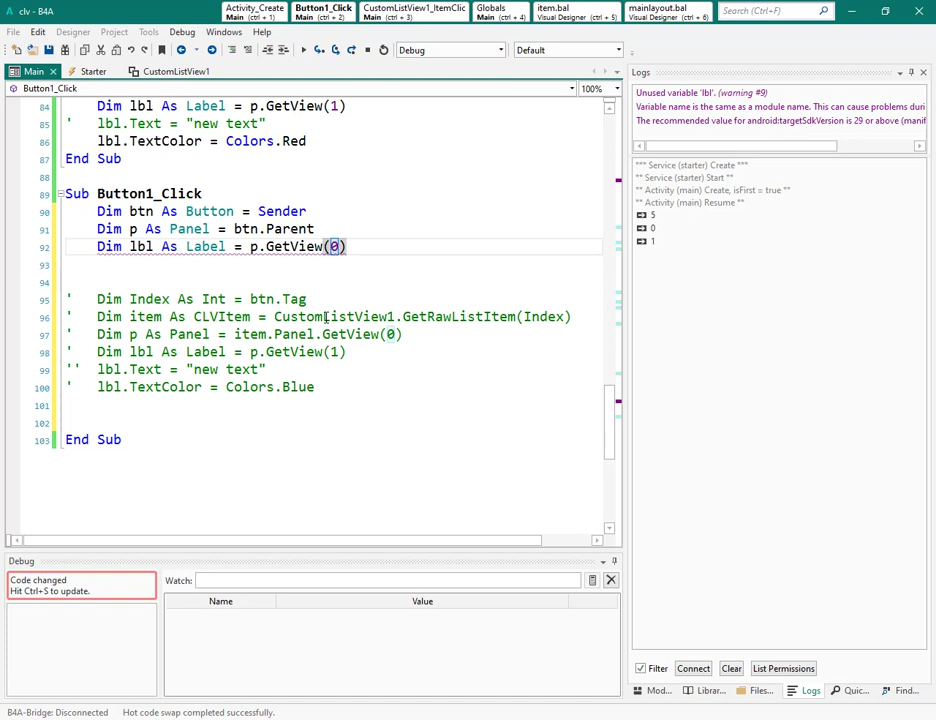 clv - B4A
Activity_Create
Main ( ctrl + 1)
Button1_Click
Main ( ctrl + 2)
CustomListView1_ItemClic
Main ( ctrl + 3)
Globals
Main ( ctrl + 4)
item.bal
Visual Designer ( ctrl + 5)
mainlayout.bal
Visual Designer ( ctrl + 6)
Search (Ctrl+F)
File Edit Designer Project Tools Debug Windows Help
Debug
Default
Main
Starter
CustomListView1
Button1_Click
100%
84 Dim lbl As Label = p.GetView(1)
85 ' lbl.Text = "new text"
86 lbl.TextColor = Colors.Red
87 End Sub
88
89 Sub Button1_Click
90 Dim btn As Button = Sender
91 Dim p As Panel = btn.Parent
92 Dim lbl As Label = p.GetView(0)
93
94
95 ' Dim Index As Int = btn.Tag
96 ' Dim item As CLVItem = CustomListView1.GetRawListItem(Index)
97 ' Dim p As Panel = item.Panel.GetView(0)
98 ' Dim lbl As Label = p.GetView(1)
99 '' lbl.Text = "new text"
100 ' lbl.TextColor = Colors.Blue
101
102
103 End Sub
Logs
Unused variable 'lbl'. (warning #9)
Variable name is the same as a module name. This can cause problems duri
The recommended value for android:targetSdkVersion is 29 or above (manif
*** Service (starter) Create ***
** Service (starter) Start **
** Activity (main) Create, isFirst = true **
** Activity (main) Resume **
5
0
1
Debug
Code changed
Hit Ctrl+S to update.
Watch:
Name Value
Filter Connect Clear List Permissions
Mod... Librar... Files... Logs Quic... Find...
B4A-Bridge: Disconnected Hot code swap completed successfully.